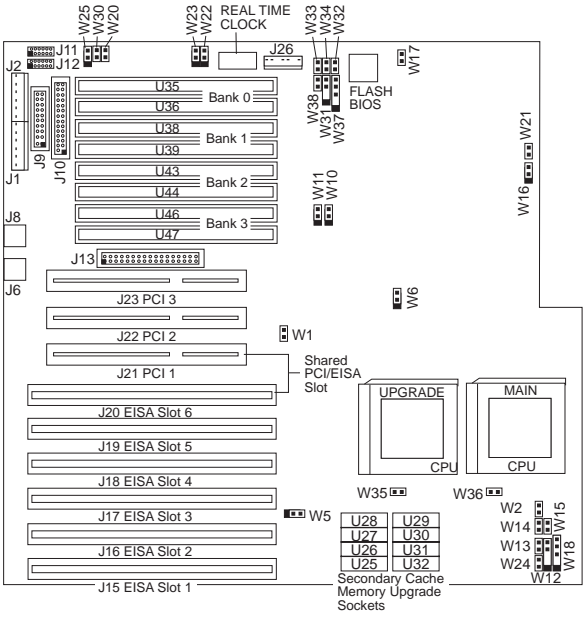 W25
W30
W20
W23
W22
REAL TIME
CLOCK
J26
W33
W34
W32
W17
J11
J12
J2
U35
U36
Bank 0
FLASH
BIOS
W38
W31
W37
U38
U39
Bank 1
W21
J9
J10
J1
U43
U44
Bank 2
W16
W11
W10
U46
U47
Bank 3
J8
J13
J6
J23 PCI 3
W6
J22 PCI 2
W1
J21 PCI 1
Shared
PCI/EISA
Slot
UPGRADE
CPU
MAIN
CPU
J20 EISA Slot 6
J19 EISA Slot 5
J18 EISA Slot 4
W35
W36
J17 EISA Slot 3
W5
W2
W15
U28
U29
W14
U27
U30
J16 EISA Slot 2
U26
U31
W13
W18
U25
U32
W24
W12
J15 EISA Slot 1
Secondary Cache
Memory Upgrade
Sockets